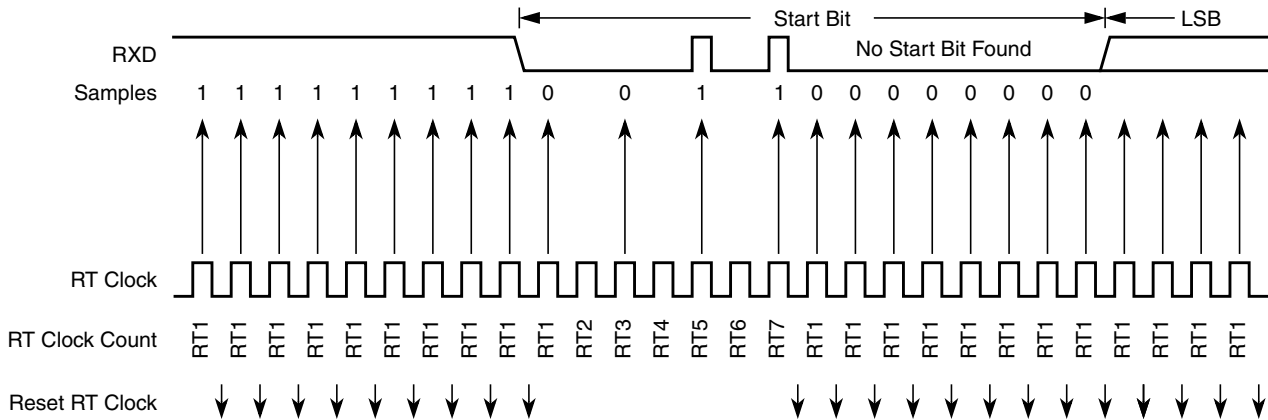 Start Bit LSB
RXD No Start Bit Found
Samples 1 1 1 1 1 1 1 1 1 0 0 1 1 0 0 0 0 0 0 0 0
RT Clock
RT Clock Count RT1 RT1 RT1 RT1 RT1 RT1 RT1 RT1 RT1 RT1 RT2 RT3 RT4 RT5 RT6 RT7 RT1 RT1 RT1 RT1 RT1 RT1 RT1 RT1 RT1 RT1 RT1 RT1
Reset RT Clock